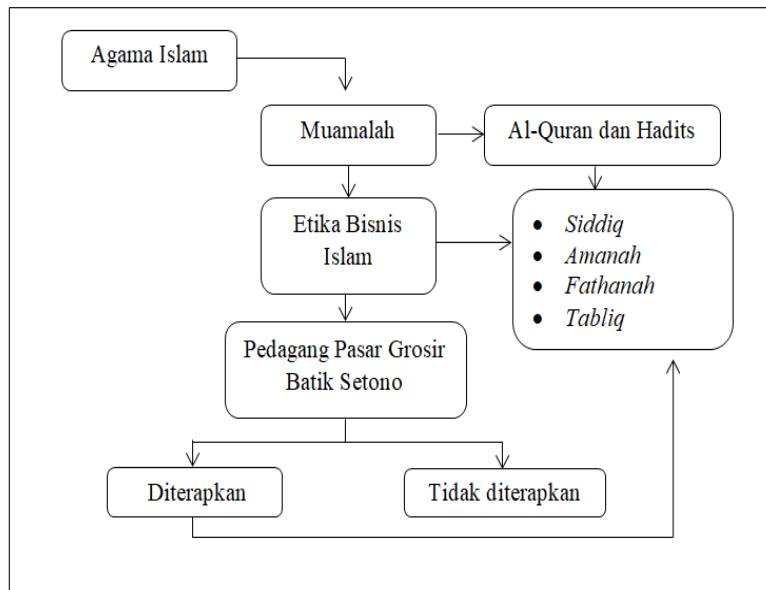 Agama Islam
Muamalah
Al-Quran dan Hadits
Etika Bisnis
Islam
• Siddiq
• Amanah
• Fathanah
• Tabliq
Pedagang Pasar Grosir
Batik Setono
Diterapkan
Tidak diterapkan